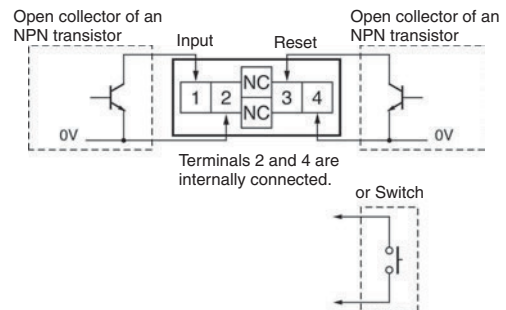 Open collector of an
NPN transistor
Input
Reset
Open collector of an
NPN transistor
NC
1 2 3 4
NC
0V
0V
Terminals 2 and 4 are
internally connected.
or Switch